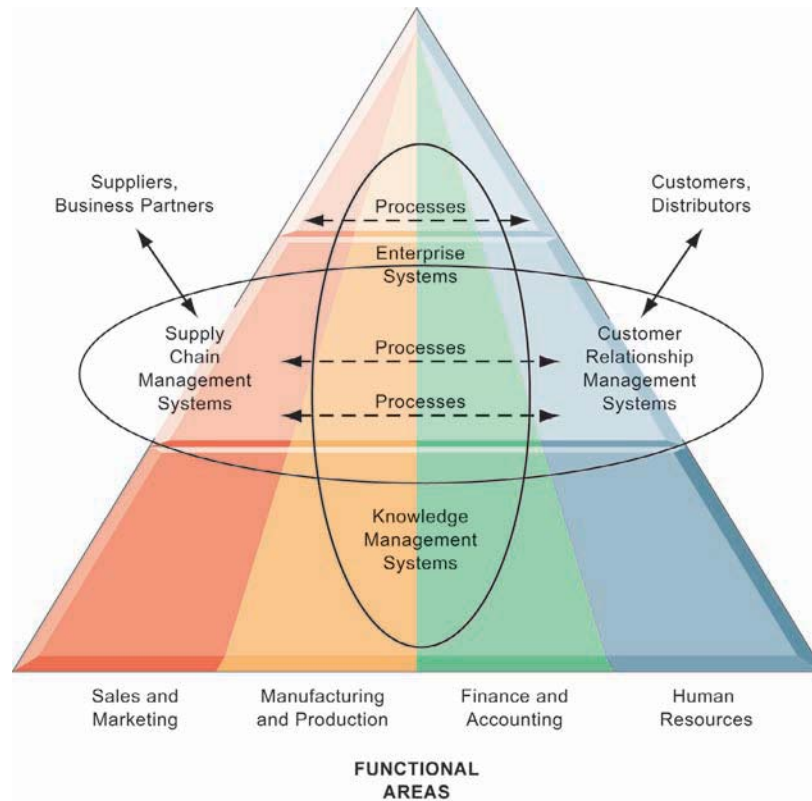 Suppliers,
Business Partners
Customers,
Distributors
Processes
Enterprise
Systems
Supply
Chain
Management
Systems
Processes
Processes
Customer
Relationship
Management
Systems
Knowledge
Management
Systems
Sales and
Marketing
Manufacturing
and Production
Finance and
Accounting
Human
Resources
FUNCTIONAL
AREAS